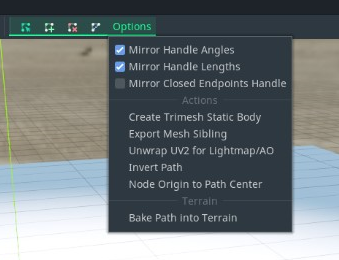 Options
Mirror Handle Angles
Mirror Handle Lengths
Mirror Closed Endpoints Handle
Actions
Create Trimesh Static Body
Export Mesh Sibling
Unwrap UV2 for Lightmap/AO
Invert Path
Node Origin to Path Center
Terrain
Bake Path into Terrain